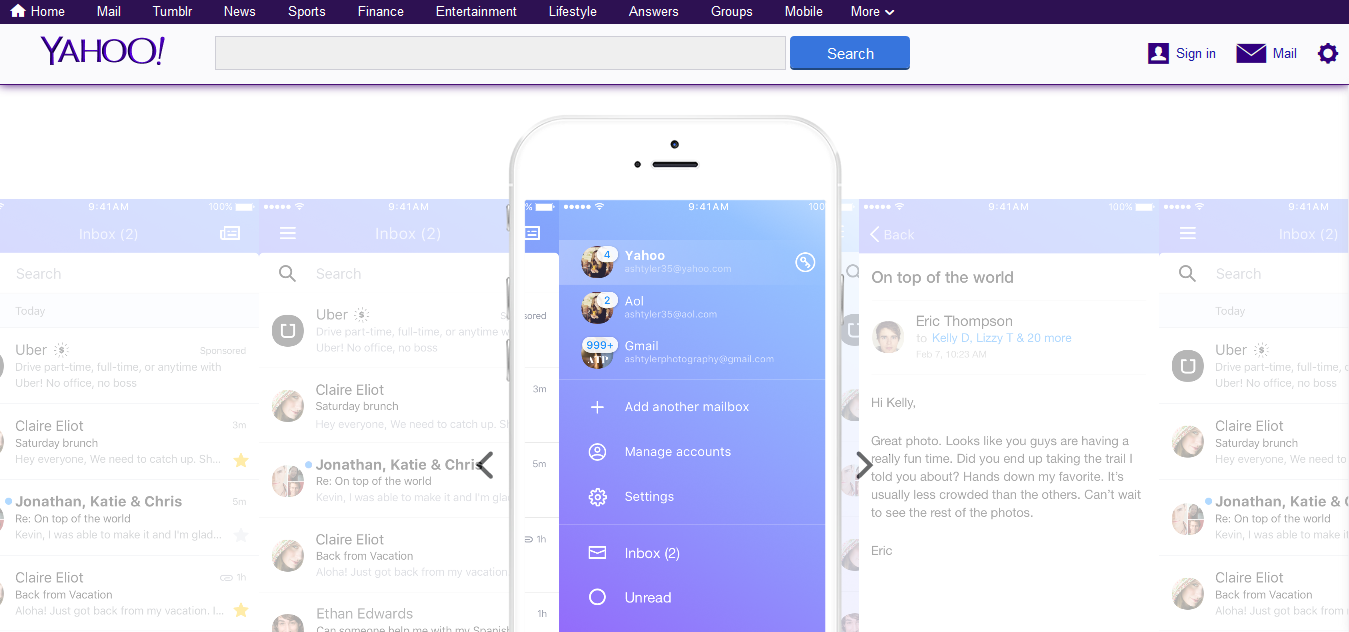 Home Mail Tumblr News Sports Finance Entertainment Lifestyle Answers Groups Mobile More
YAHOO!
Search
Sign in Mail
9:41AM 100%
Inbox (2)
Search
Today
Uber Sponsored
Drive part-time, full-time, or anytime with
Uber! No office, no boss
Claire Eliot 3m
Saturday brunch
Hey everyone, We need to catch up. Sh...
Jonathan, Katie & Chris 5m
Re: On top of the world
Kevin, I was able to make it and I'm glad...
Claire Eliot 1h
Back from Vacation
Aloha! Just got back from my vacation. I...
9:41AM
Inbox (2)
Search
Uber
Drive part-time, full-time, or anytime w
Uber! No office, no boss
Claire Eliot
Saturday brunch
Hey everyone, We need to catch up. Sh
Jonathan, Katie & Chris
Re: On top of the world
Kevin, I was able to make it and I'm glad
Claire Eliot
Back from Vacation
Aloha! Just got back from my vacation
Ethan Edwards
Can someone help me with my Spanish
%
sored
3m
5m
1h
1h
9:41AM 100
4
Yahoo
ashtyler35@yahoo.com
2
Aol
ashtyler35@aol.com
999+
Gmail
ATP
ashtylerphotography@gmail.com
Add another mailbox
Manage accounts
Settings
Inbox (2)
Unread
9:41AM 100%
Back
On top of the world
Eric Thompson
to Kelly D, Lizzy T & 20 more
Feb 7, 10:23 AM
Hi Kelly,
Great photo. Looks like you guys are having a
really fun time. Did you end up taking the trail I
told you about? Hands down my favorite. It's
usually less crowded than the others. Can't wait
to see the rest of the photos.
Eric
9:41AM
Inbox (2)
Search
Today
Uber
Drive part-time, full-time,
Uber! No office, no boss
Claire Eliot
Saturday brunch
Hey everyone, We need to
Jonathan, Katie & C
Re: On top of the world
Kevin, I was able to make
Claire Eliot
Back from Vacation
Aloha! Just got back from